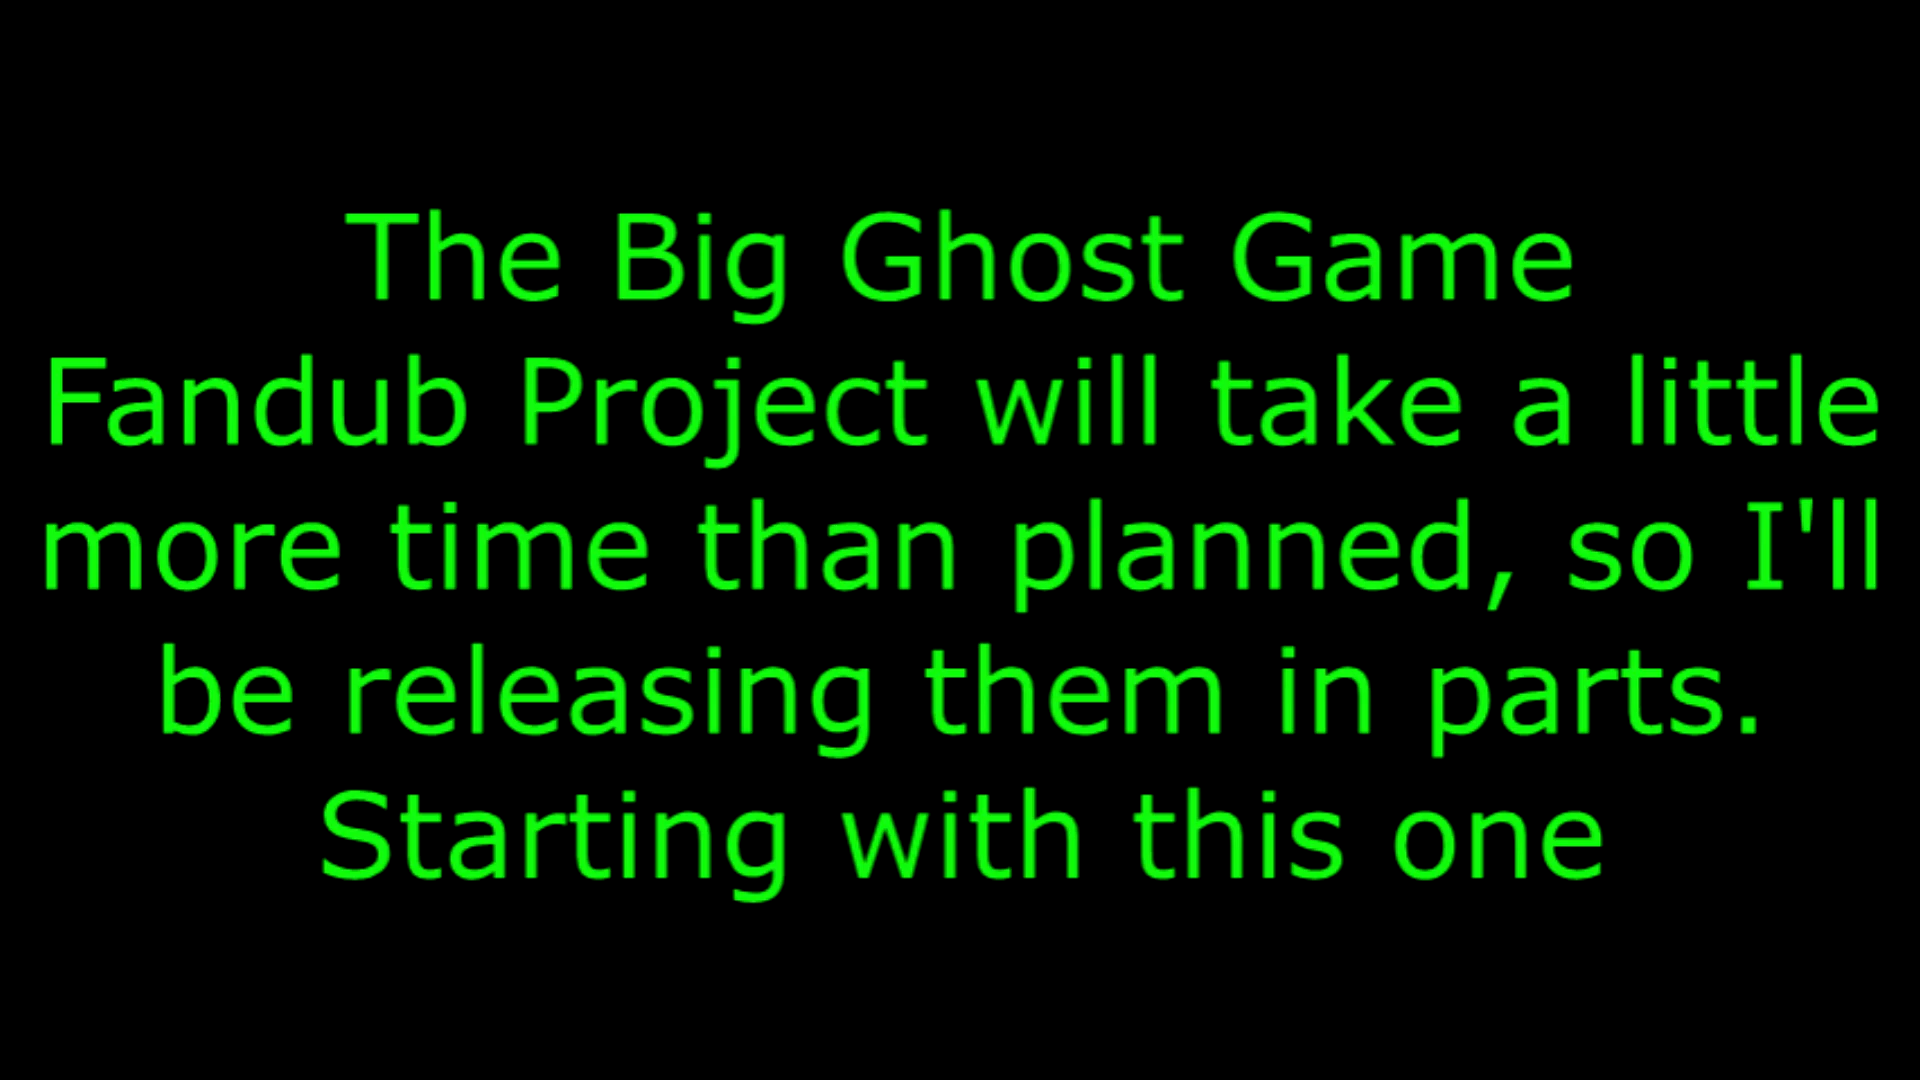 The Big Ghost Game
Fandub Project will take a little
more time than planned, so I'll
be releasing them in parts.
Starting with this one